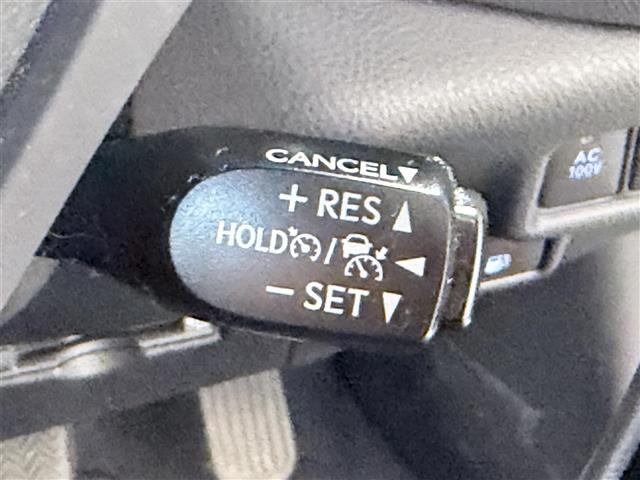 CANCEL▼
+ RES ▲
HOLD / ◀
− SET ▼
AC
100V